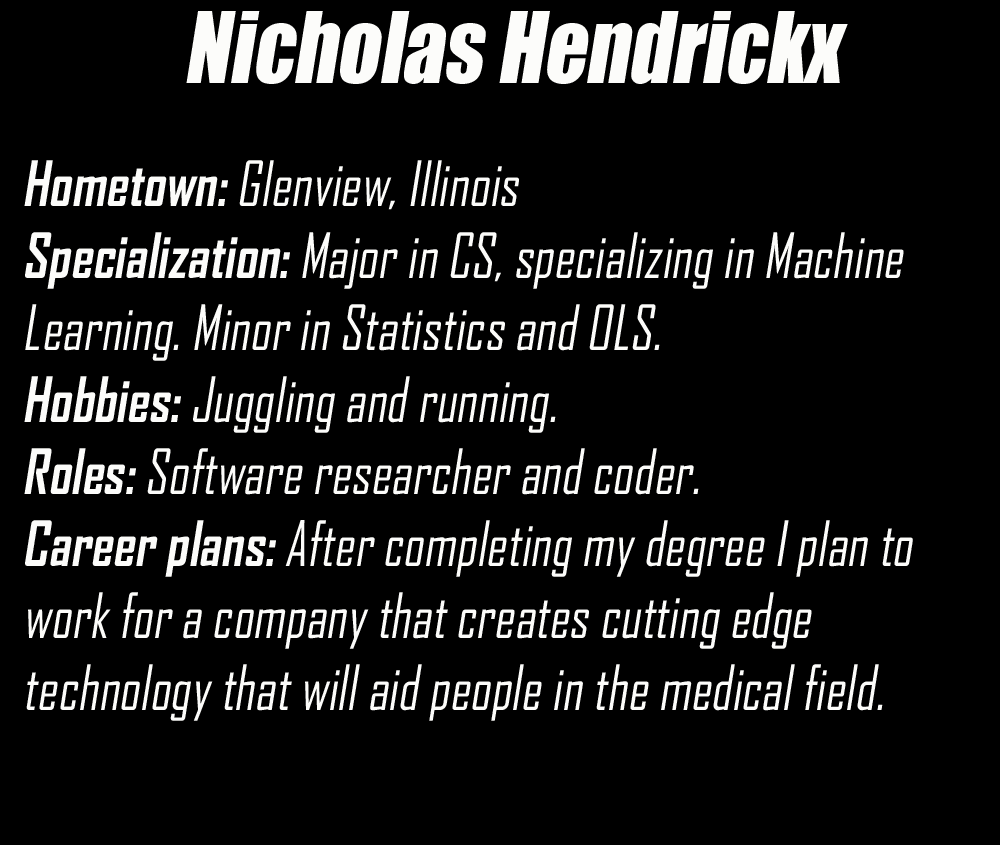 Nicholas Hendrickx
Hometown: Glenview, Illinois
Specialization: Major in CS, specializing in Machine
Learning. Minor in Statistics and OLS.
Hobbies: Juggling and running.
Roles: Software researcher and coder.
Career plans: After completing my degree I plan to
work for a company that creates cutting edge
technology that will aid people in the medical field.